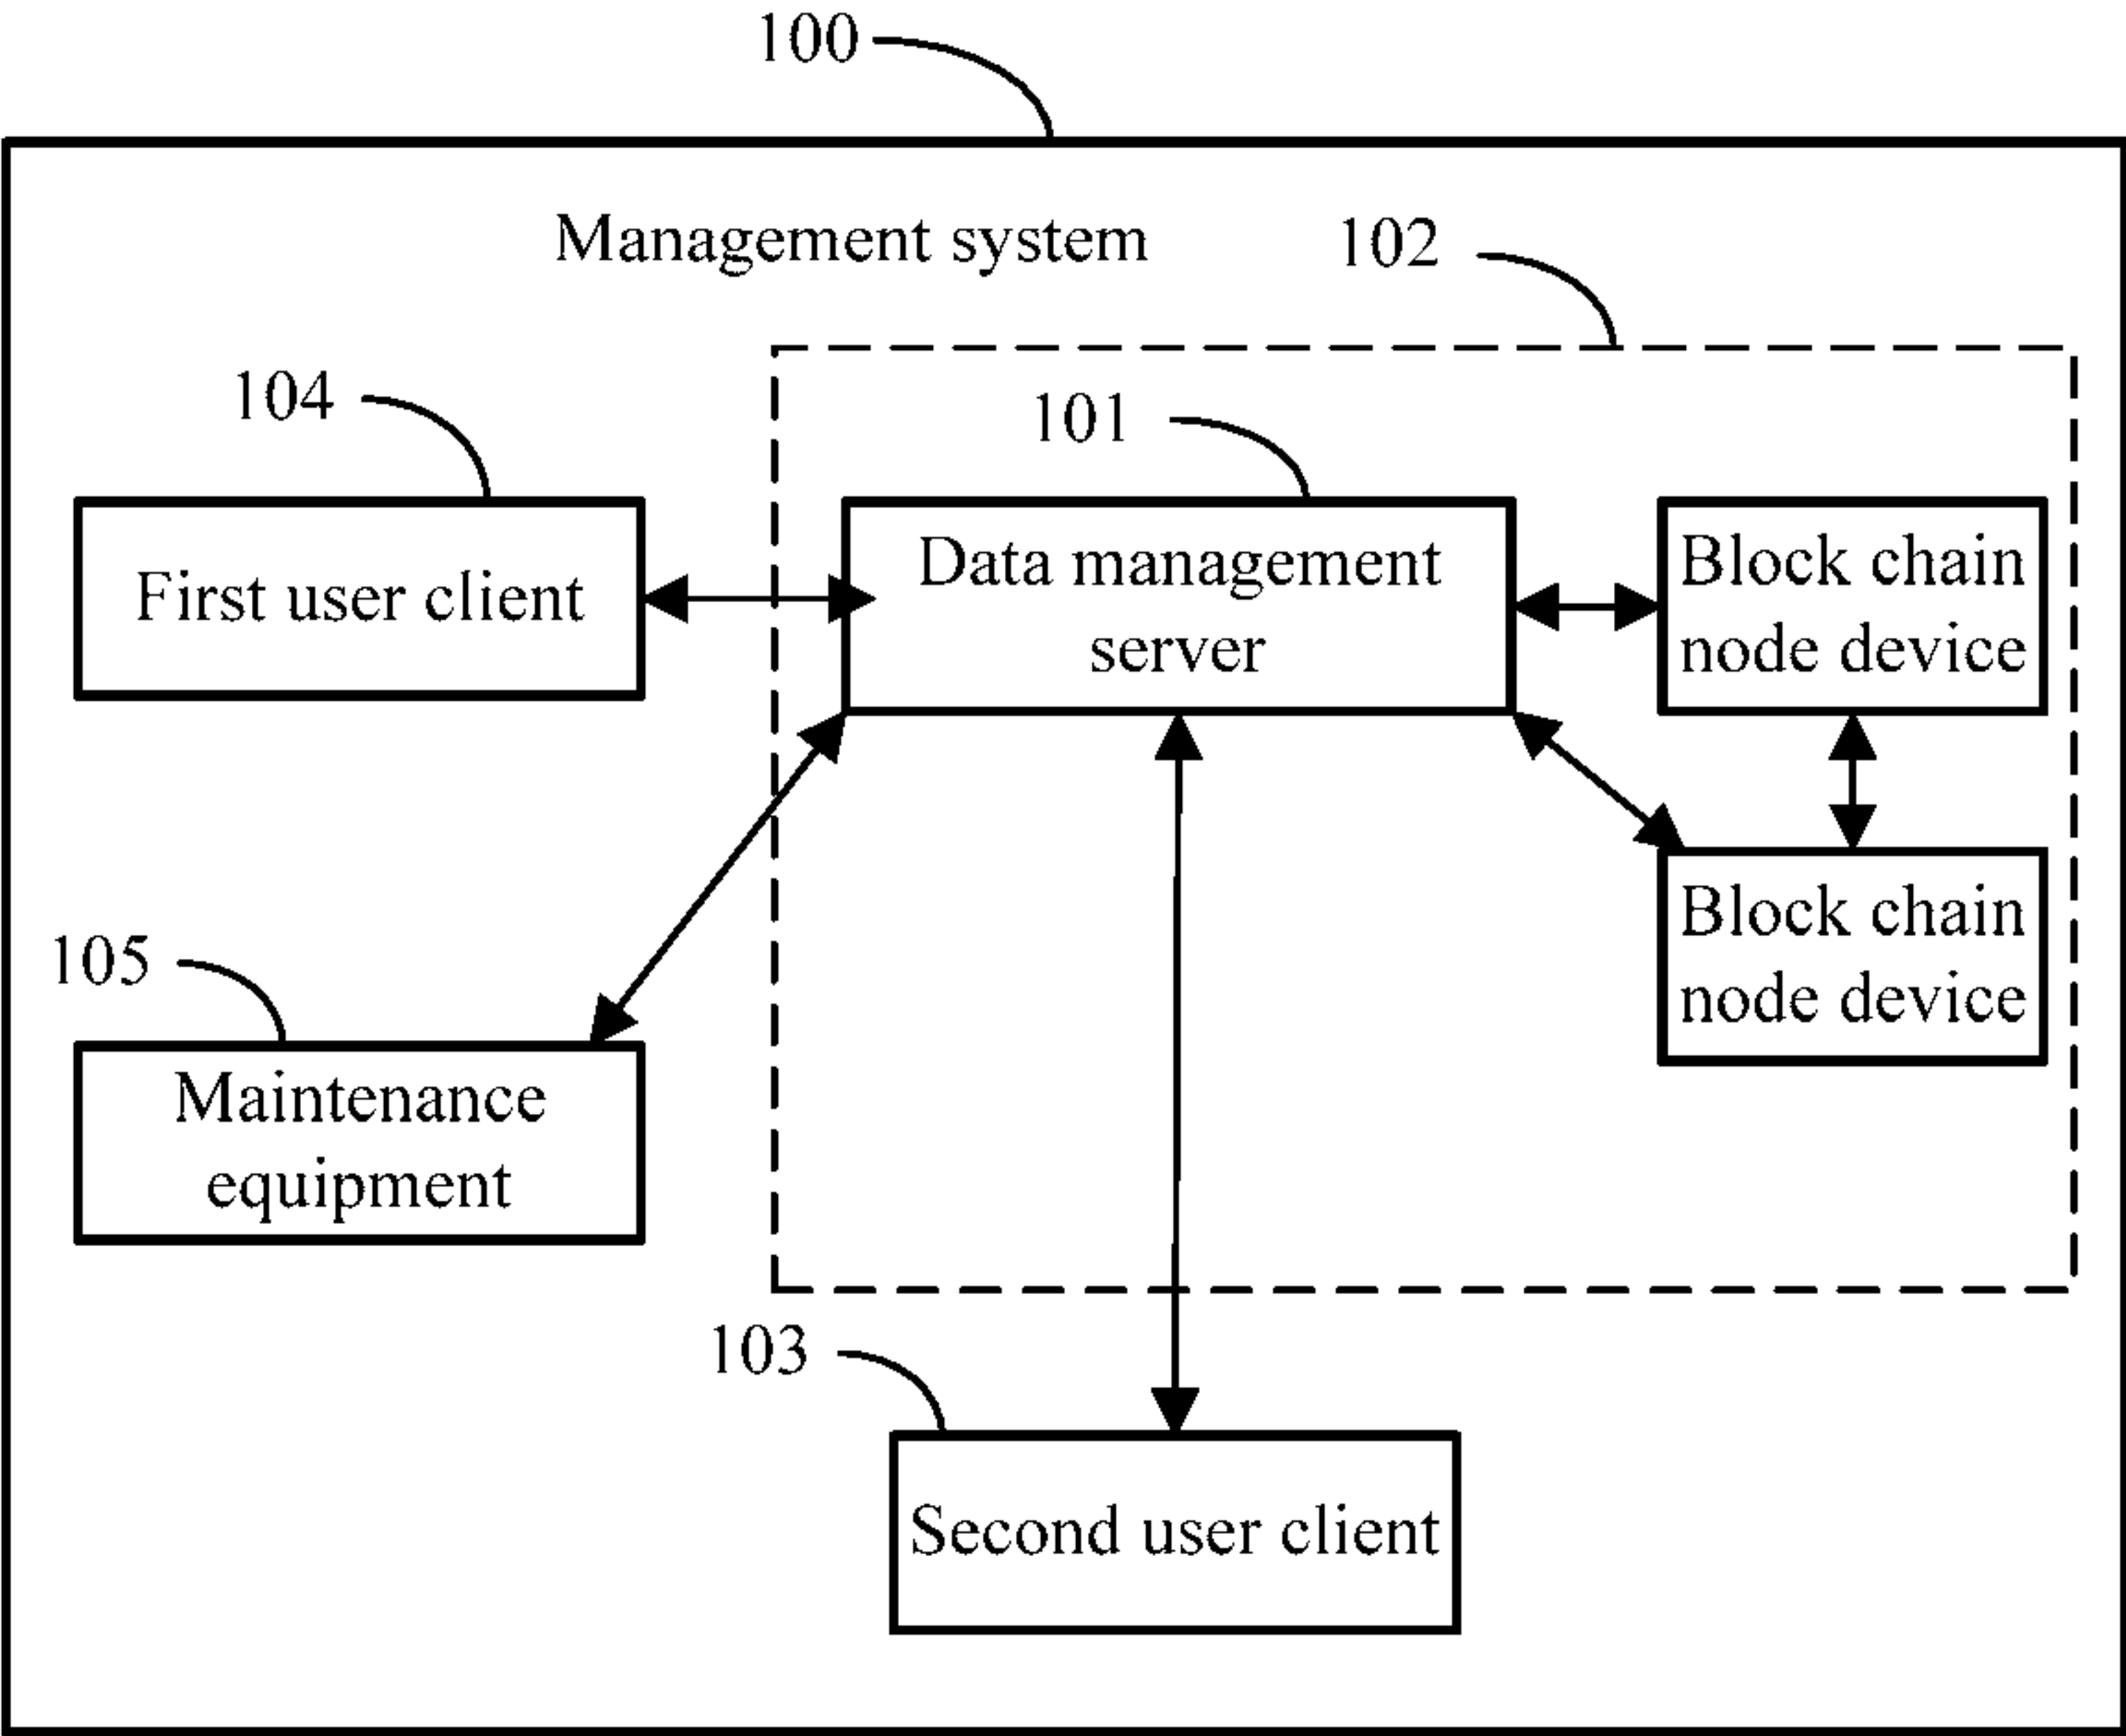 100
Management system
102
104
101
First user client
Data management
server
Block chain
node device
105
Block chain
node device
Maintenance
equipment
103
Second user client